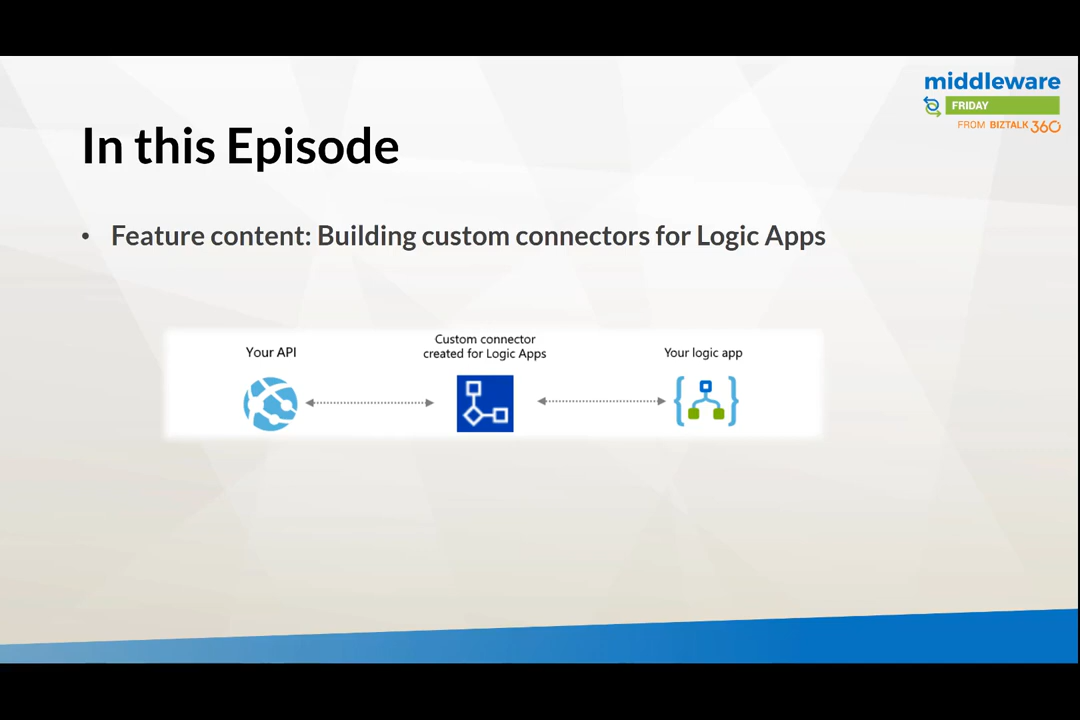 middleware
FRIDAY
FROM BIZTALK 360
In this Episode
• Feature content: Building custom connectors for Logic Apps
Your API
Custom connector
created for Logic Apps
Your logic app